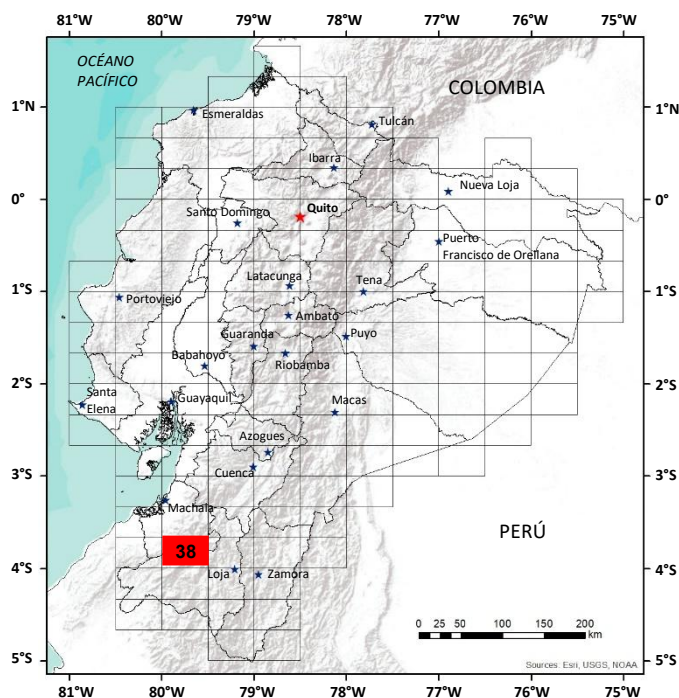 81°W 80°W 79°W 78°W 77°W 76°W 75°W
OCÉANO
PACÍFICO
COLOMBIA
1°N 1°N
Esmeraldas
Tulcán
Ibarra
Nueva Loja
0° 0°
Santo Domingo
Quito
Puerto
Francisco de Orellana
Latacunga
Tena
1°S 1°S
Portoviejo
Ambato
Guaranda
Puyo
Babahoyo
Riobamba
2°S 2°S
Santa
Elena
Guayaquil
Macas
Azogues
Cuenca
3°S 3°S
Machala
PERÚ
38
4°S 4°S
Loja
Zamora
0 25 50 100 150 200
km
5°S 5°S
Sources: Esri, USGS, NOAA
81°W 80°W 79°W 78°W 77°W 76°W 75°W